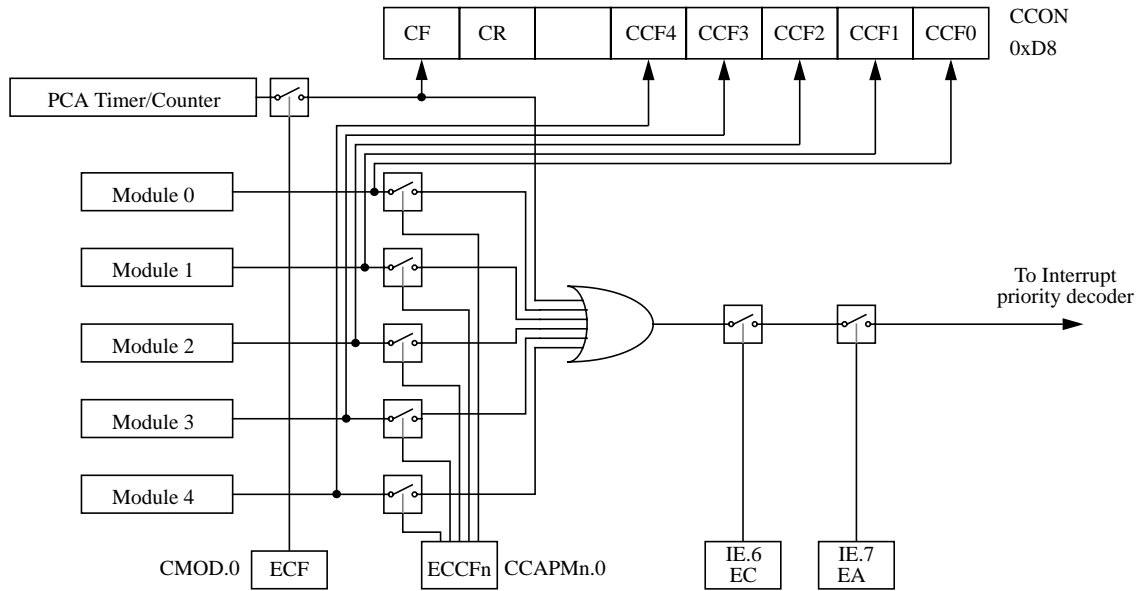 CF CR CCF4 CCF3 CCF2 CCF1 CCF0 CCON
0xD8
PCA Timer/Counter
Module 0
Module 1
To Interrupt
priority decoder
Module 2
Module 3
Module 4
CMOD.0 ECF ECCFn CCAPMn.0
IE.6
EC
IE.7
EA